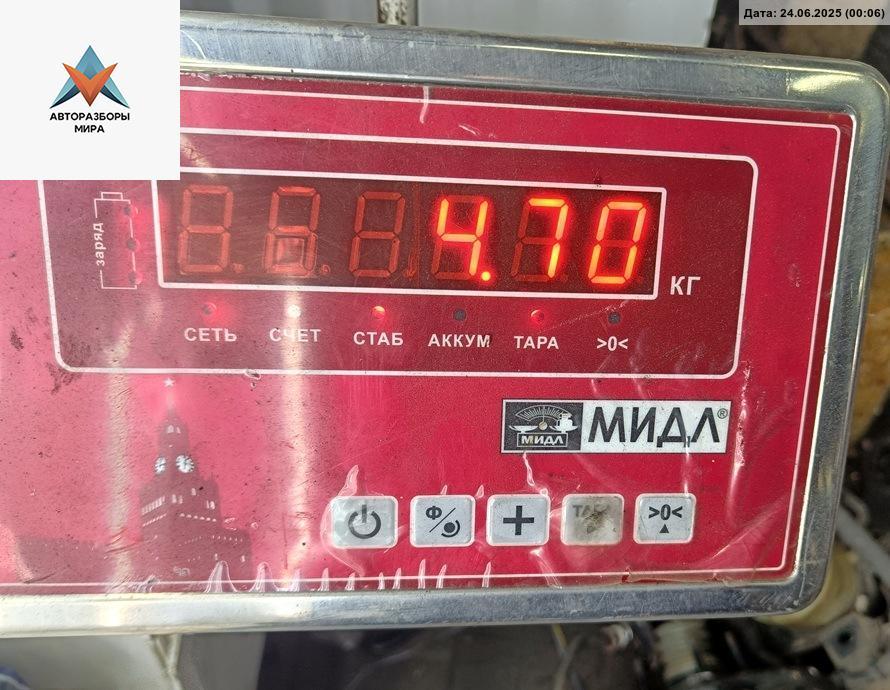 Дата: 24.06.2025 (00:06)
АВТОРАЗБОРЫ
МИРА
заряд
4.70
КГ
СЕТЬ СЧЕТ СТАБ АККУМ ТАРА >0<
МИДЛ МИДЛ®
Ф/ + ТАРА >0<